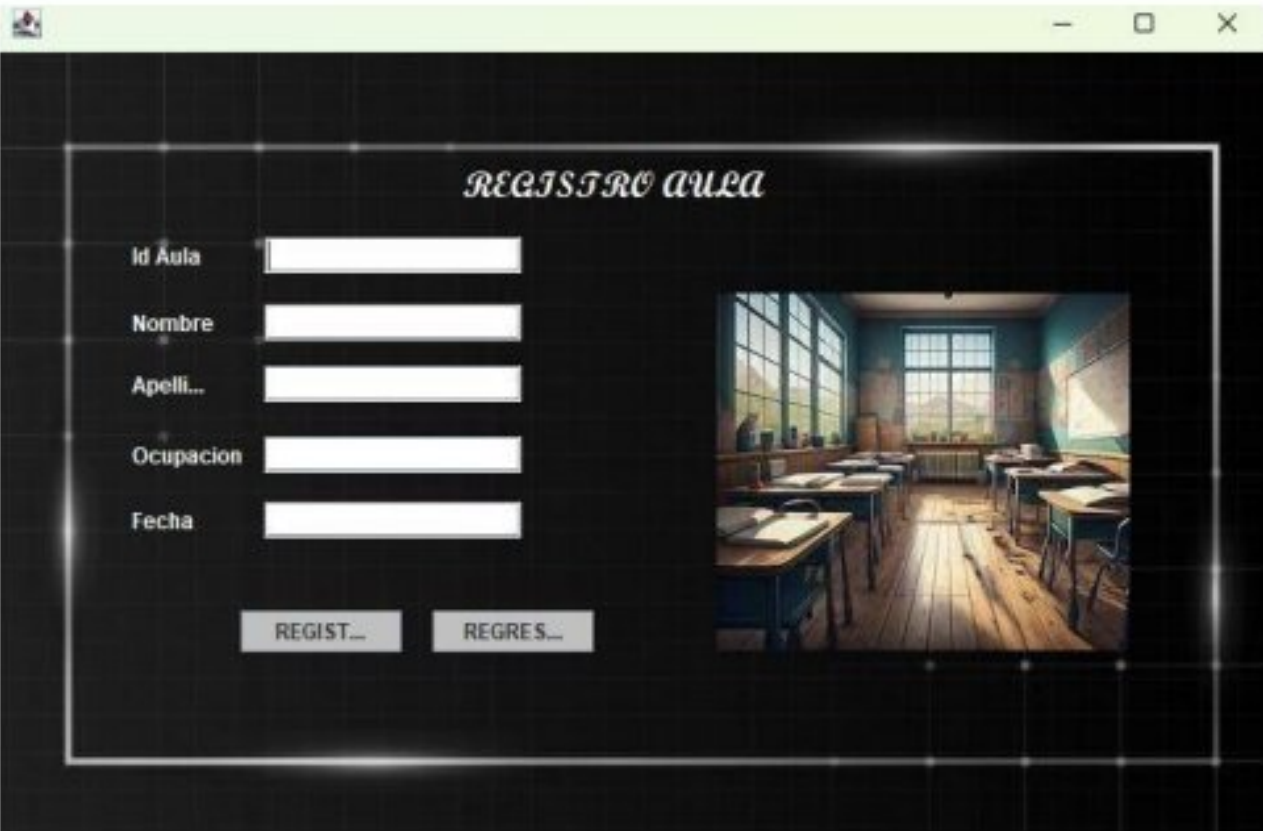 REGISTRO AULA
Id Aula
Nombre
Apelli...
Ocupacion
Fecha
REGIST... REGRES...